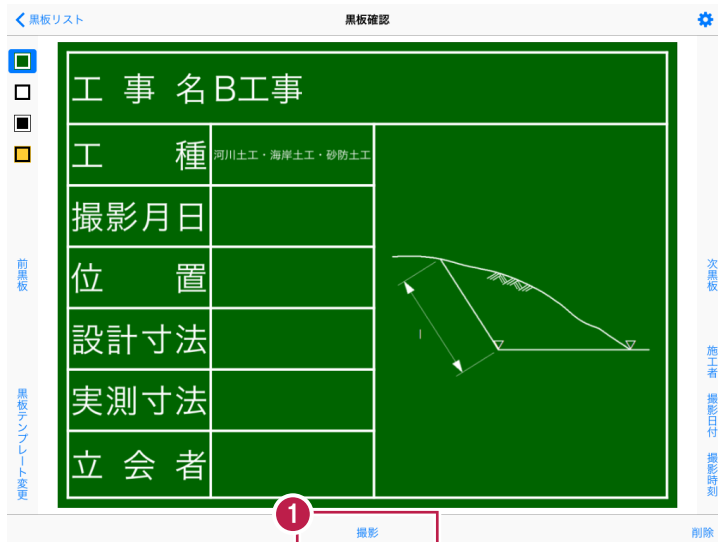 黒板リスト
黒板確認
工事名 B工事
工種 河川土工・海岸土工・砂防土工
撮影月日
位置
設計寸法
実測寸法
立会者
l
前黒板
黒板テンプレート変更
次黒板
施工者
撮影日付
撮影時刻
1
撮影
削除